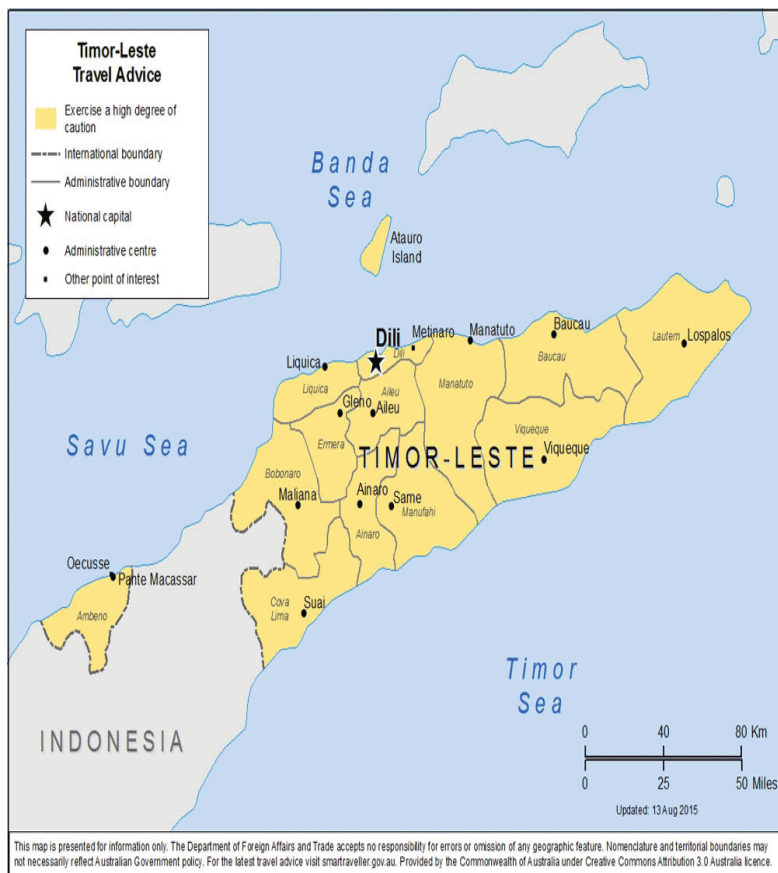 Timor-Leste
Travel Advice
Exercise a high degree of
caution
International boundary
Administrative boundary
National capital
Administrative centre
Other point of interest
Banda
Sea
Atauro
Island
Dili
Metinaro
Manatuto
Baucau
Lautem
Lospalos
Dili
Baucau
Liquica
Liquica
Aileu
Manatuto
Gleno
Aileu
Ermera
Viqueque
Savu Sea
TIMOR-LESTE
Viqueque
Bobonaro
Maliana
Ainaro
Same
Manufahi
Ainaro
Oecusse
Pante Macassar
Ambeno
Cova
Lima
Suai
Timor
Sea
INDONESIA
0 40 80 Km
0 25 50 Miles
Updated: 13 Aug 2015
This map is presented for information only. The Department of Foreign Affairs and Trade accepts no responsibility for errors or omission of any geographic feature. Nomenclature and territorial boundaries may
not necessarily reflect Australian Government policy. For the latest travel advice visit smartraveller.gov.au. Provided by the Commonwealth of Australia under Creative Commons Attribution 3.0 Australia licence.